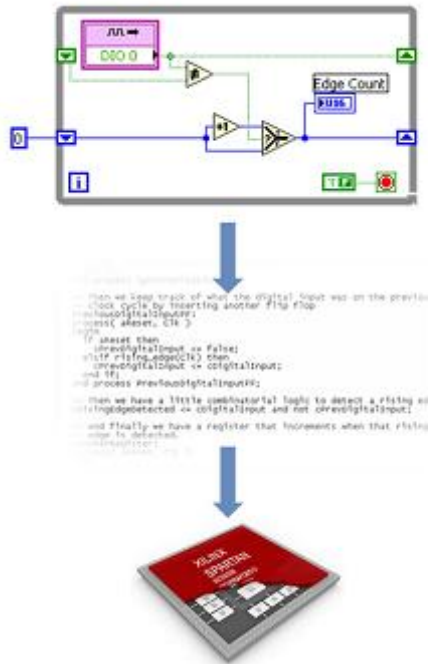 DIO 0
Edge Count
U16
0
+1
?
i
T F
-- Then we keep track of what the digital input was on the previous
clock cycle by inserting another flip flop
PreviousDigitalInputFF:
process( aReset, Clk )
begin
if aReset then
cPrevDigitalInput <= false;
elsif rising_edge(Clk) then
cPrevDigitalInput <= cDigitalInput;
end if;
end process PreviousDigitalInputFF;
Then we have a little combinatorial logic to detect a rising
RisingEdgeDetected <= cDigitalInput and not cPrevDigitalInput;
and finally we have a register that increments when that rising
edge is detected.
XILINX
SPARTAN